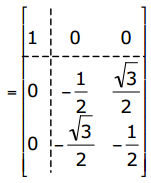 = [ 1 0 0
0 -1/2 √3/2
0 -√3/2 -1/2 ]